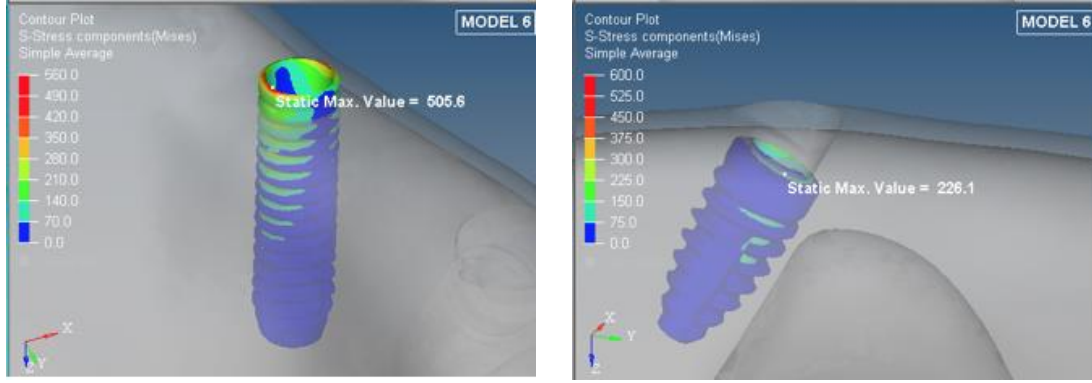 Contour Plot
S-Stress components(Mises)
Simple Average
MODEL 6
560.0
490.0
420.0
350.0
280.0
210.0
140.0
70.0
0.0
Static Max. Value = 505.6
X
Y
Z
Contour Plot
S-Stress components(Mises)
Simple Average
MODEL 6
600.0
525.0
450.0
375.0
300.0
225.0
150.0
75.0
0.0
Static Max. Value = 226.1
X
Y
Z